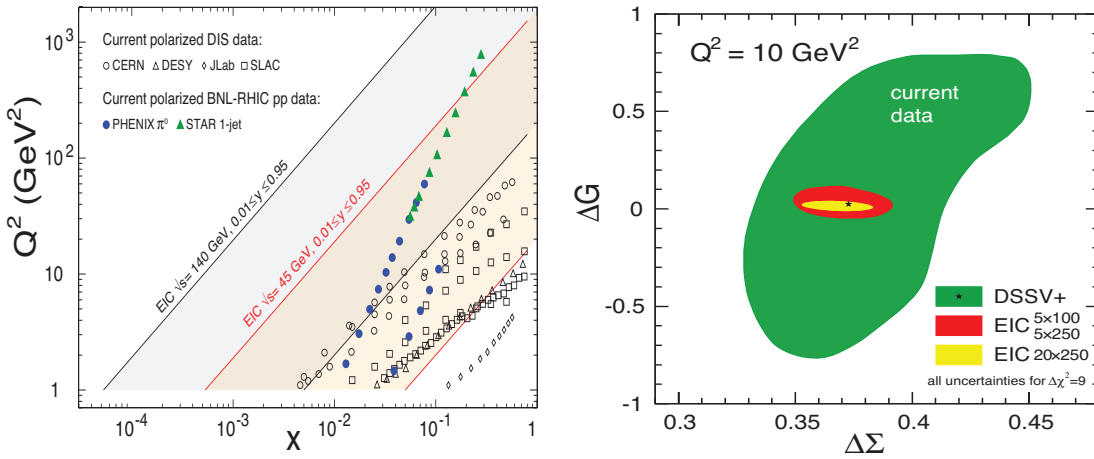 10³
10²
10
1
Q² (GeV²)
Current polarized DIS data:
○ CERN △ DESY ◊ JLab □ SLAC
Current polarized BNL-RHIC pp data:
● PHENIX π⁰ ▲ STAR 1-jet
EIC √s= 140 GeV, 0.01≤ y ≤ 0.95
EIC √s= 45 GeV, 0.01≤ y ≤ 0.95
10⁻⁴ 10⁻³ 10⁻² 10⁻¹ 1
x
Q² = 10 GeV²
current
data
1
0.5
0
-0.5
-1
ΔG
DSSV+
EIC 5×100
5×250
EIC 20×250
all uncertainties for Δχ²=9
0.3 0.35 0.4 0.45
ΔΣ